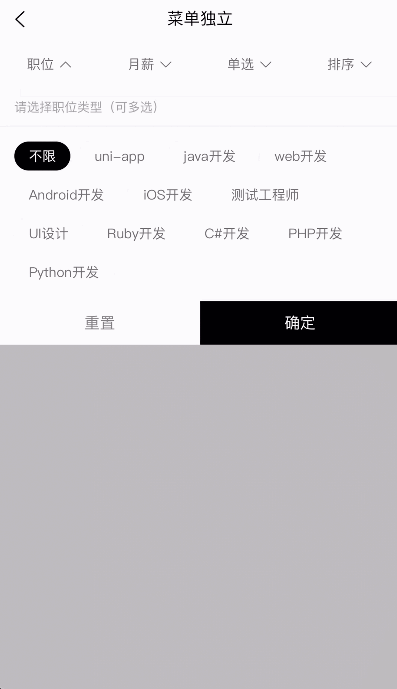 菜单独立
职位 月薪 单选 排序
请选择职位类型（可多选）
不限 uni-app java开发 web开发
Android开发 iOS开发 测试工程师
UI设计 Ruby开发 C#开发 PHP开发
Python开发
重置 确定